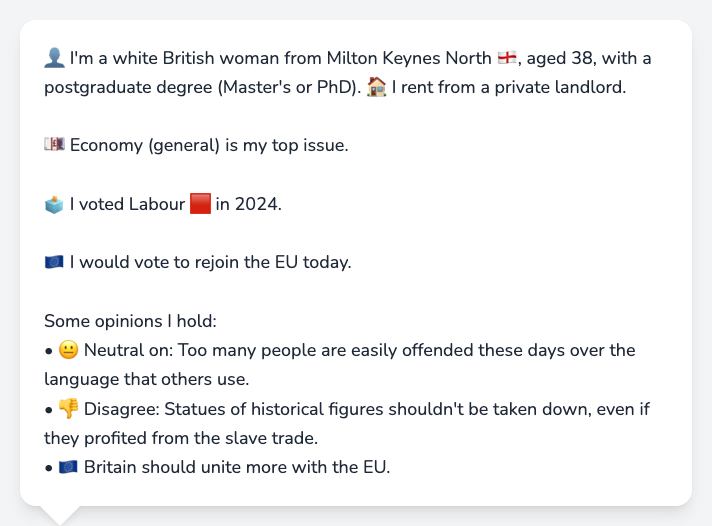 👤 I'm a white British woman from Milton Keynes North 🏴󠁧󠁢󠁥󠁮󠁧󠁿, aged 38, with a
postgraduate degree (Master's or PhD). 🏠 I rent from a private landlord.
💷 Economy (general) is my top issue.
🗳️ I voted Labour 🟥 in 2024.
🇪🇺 I would vote to rejoin the EU today.
Some opinions I hold:
• 😐 Neutral on: Too many people are easily offended these days over the
language that others use.
• 👎 Disagree: Statues of historical figures shouldn't be taken down, even if
they profited from the slave trade.
• 🇪🇺 Britain should unite more with the EU.